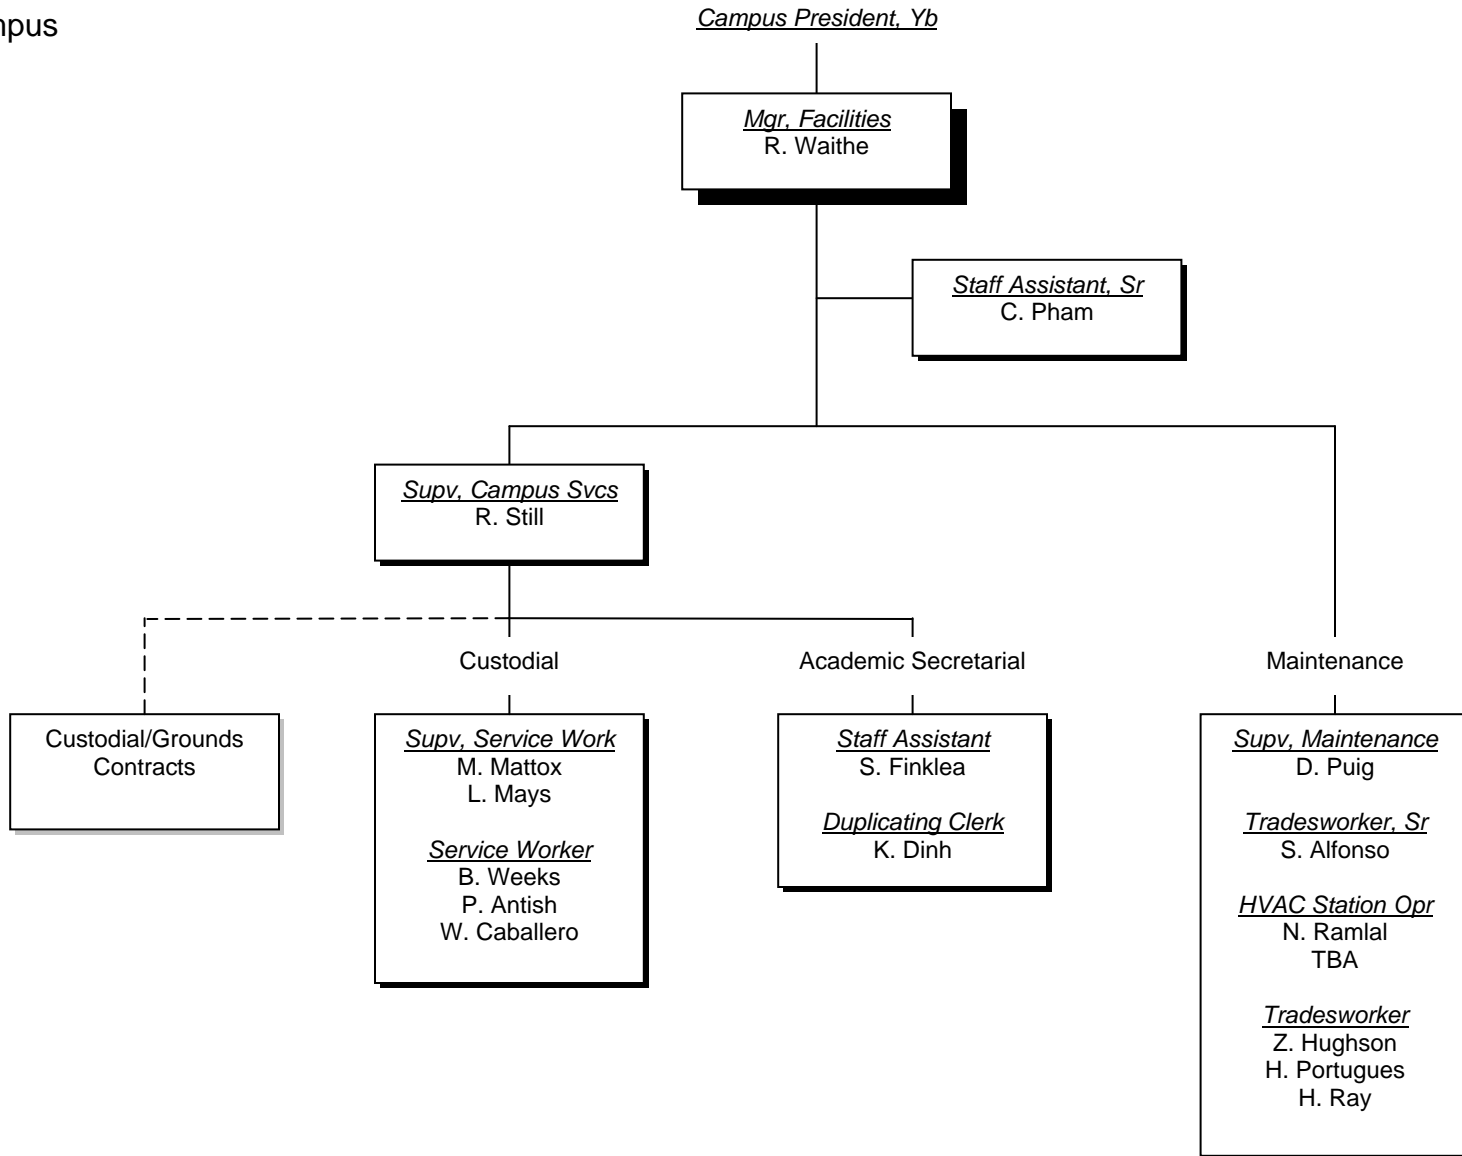 mpus
Campus President, Yb
Mgr, Facilities
R. Waithe
Staff Assistant, Sr
C. Pham
Supv, Campus Svcs
R. Still
Custodial
Academic Secretarial
Maintenance
Custodial/Grounds
Contracts
Supv, Service Work
M. Mattox
L. Mays
Service Worker
B. Weeks
P. Antish
W. Caballero
Staff Assistant
S. Finklea
Duplicating Clerk
K. Dinh
Supv, Maintenance
D. Puig
Tradesworker, Sr
S. Alfonso
HVAC Station Opr
N. Ramlal
TBA
Tradesworker
Z. Hughson
H. Portugues
H. Ray